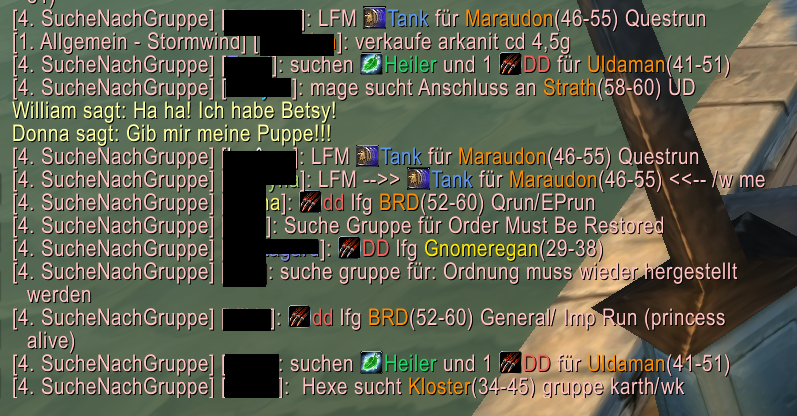 [4. SucheNachGruppe] [ ]: LFM Tank für Maraudon(46-55) Questrun
[1. Allgemein - Stormwind] [ ]: verkaufe arkanit cd 4,5g
[4. SucheNachGruppe] [ ]: suchen Heiler und 1 DD für Uldaman(41-51)
[4. SucheNachGruppe] [ ]: mage sucht Anschluss an Strath(58-60) UD
William sagt: Ha ha! Ich habe Betsy!
Donna sagt: Gib mir meine Puppe!!!
[4. SucheNachGruppe] [ ]: LFM Tank für Maraudon(46-55) Questrun
[4. SucheNachGruppe] [ ]: LFM -->> Tank für Maraudon(46-55) <<-- /w me
[4. SucheNachGruppe] [ ]: dd lfg BRD(52-60) Qrun/EPrun
[4. SucheNachGruppe] [ ]: Suche Gruppe für Order Must Be Restored
[4. SucheNachGruppe] [ ]: DD lfg Gnomeregan(29-38)
[4. SucheNachGruppe] [ : suche gruppe für: Ordnung muss wieder hergestellt
werden
[4. SucheNachGruppe] [ ]: dd lfg BRD(52-60) General/ Imp Run (princess
alive)
[4. SucheNachGruppe] [ : suchen Heiler und 1 DD für Uldaman(41-51)
[4. SucheNachGruppe] [ ]: Hexe sucht Kloster(34-45) gruppe karth/wk